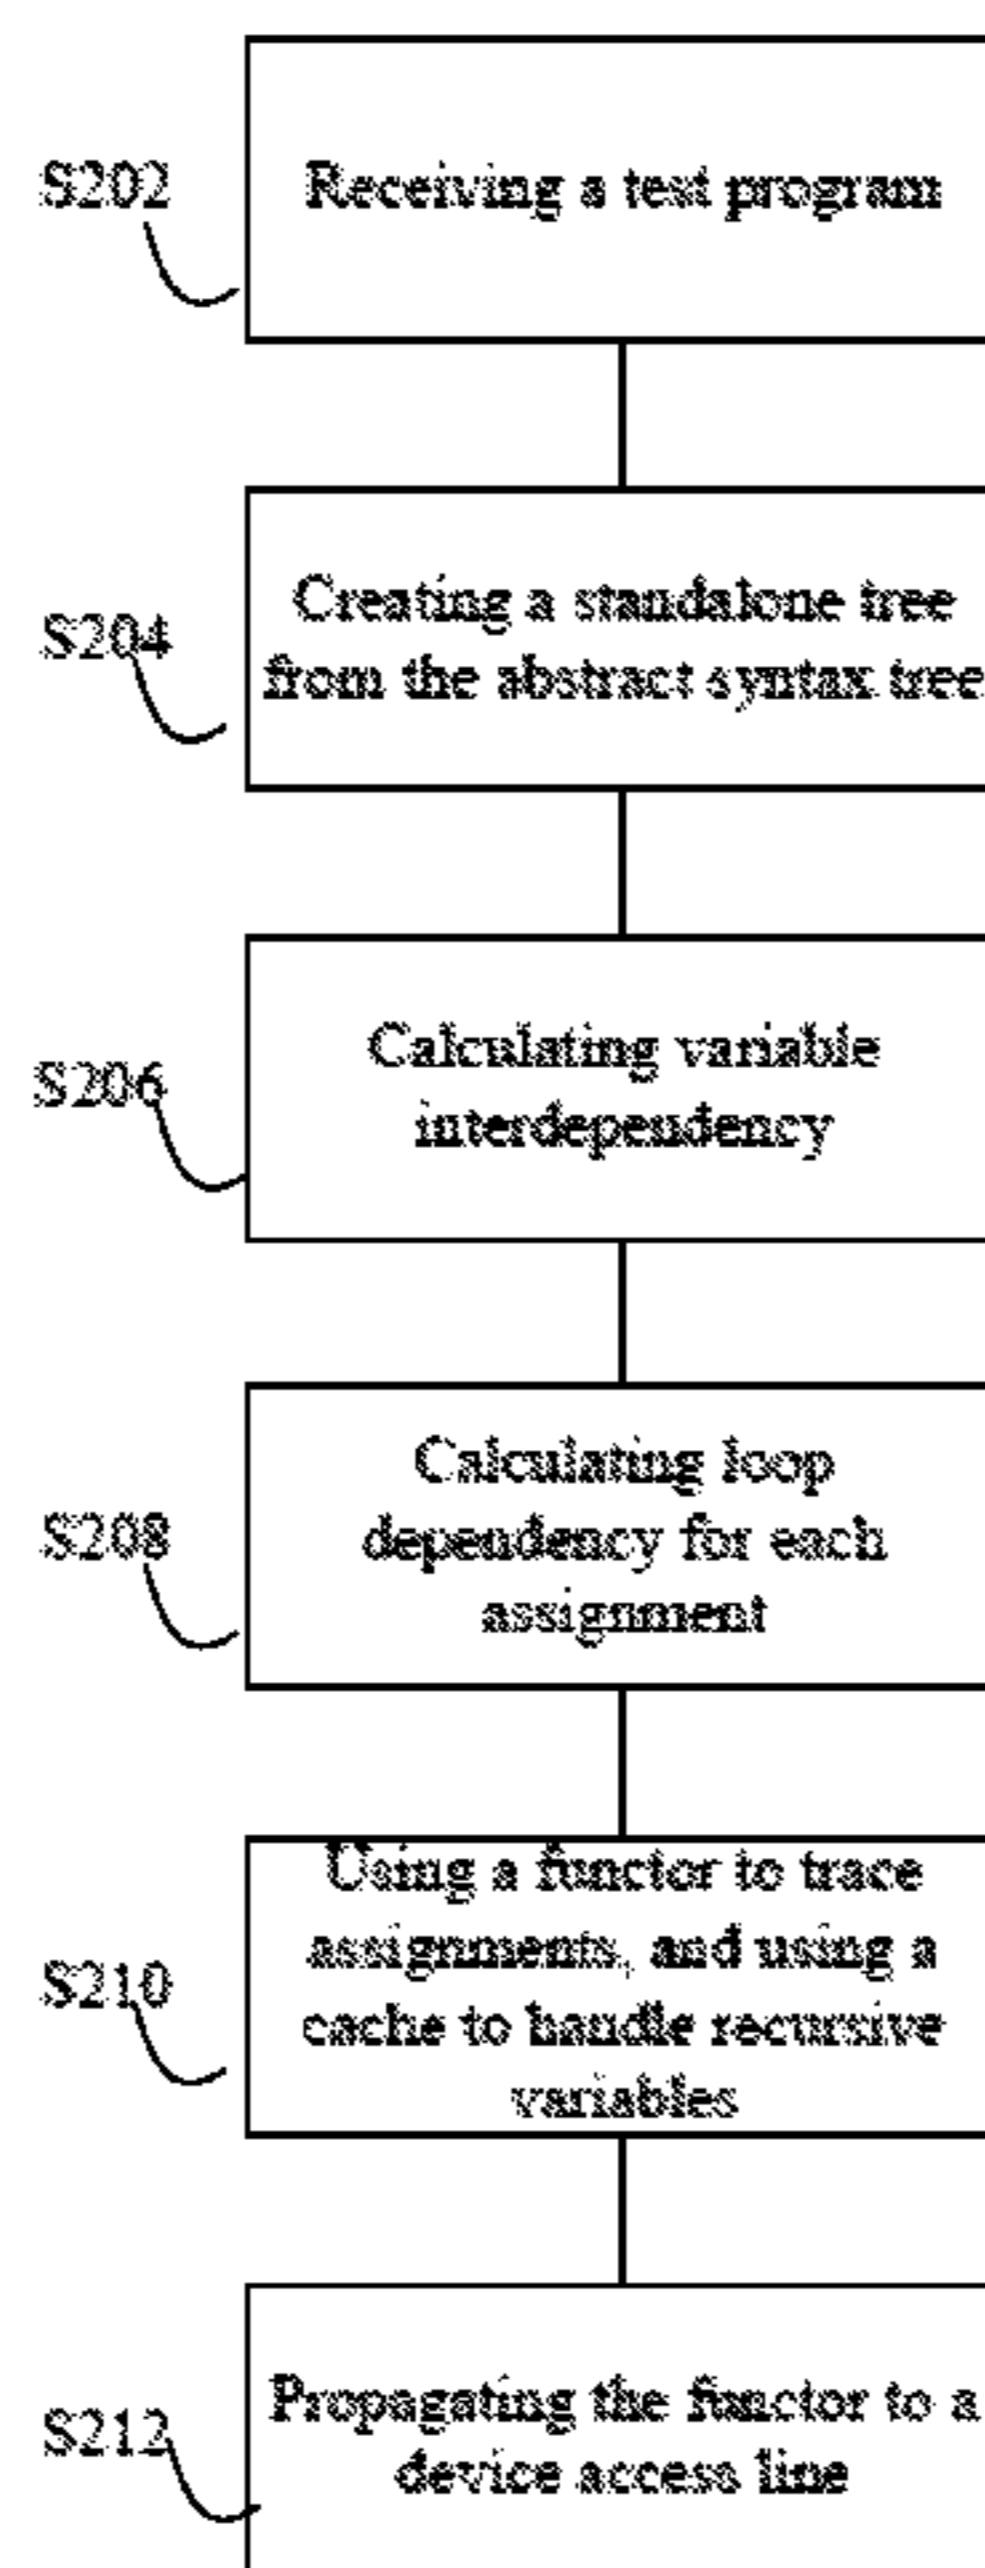 S202
Receiving a test program
S204
Creating a standalone tree
from the abstract syntax tree
S206
Calculating variable
interdependency
S208
Calculating loop
dependency for each
assignment
S210
Using a functor to trace
assignments, and using a
cache to handle recursive
variables
S212
Propagating the functor to a
device access line